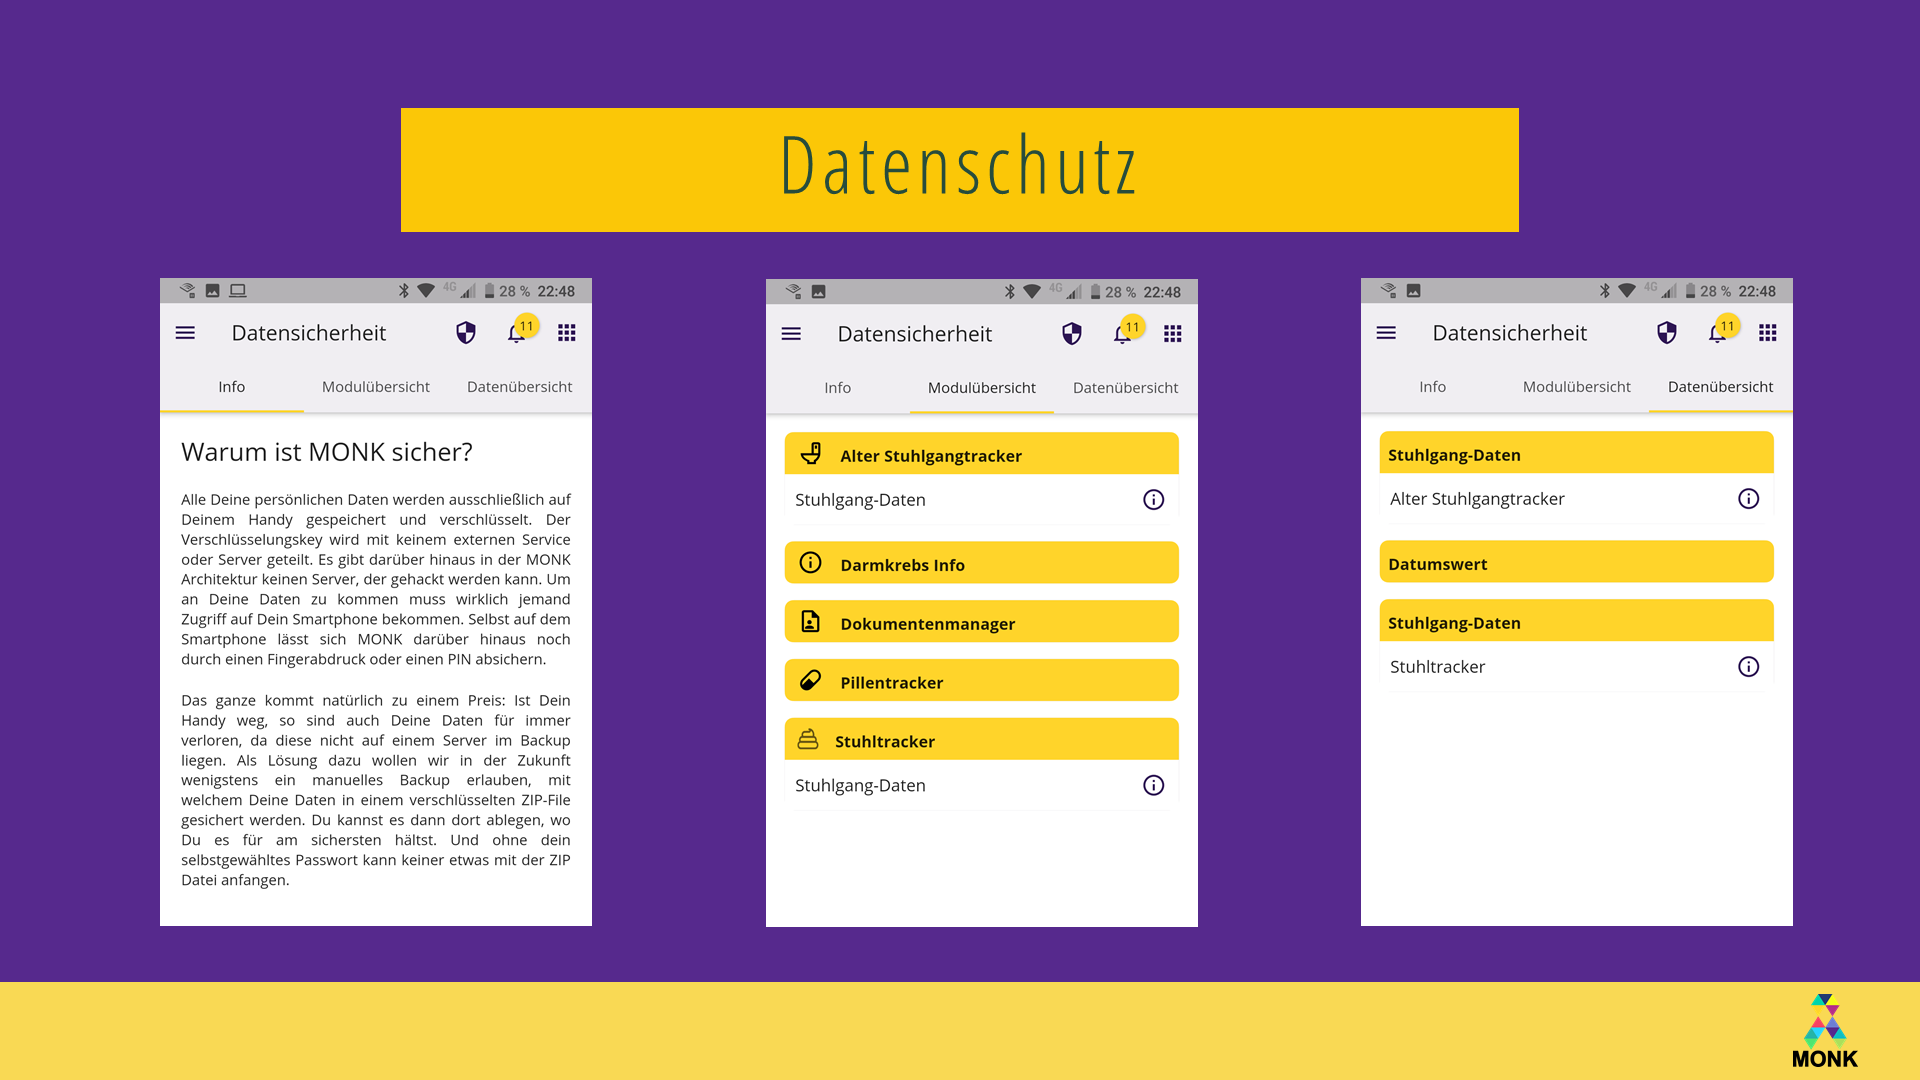 Datenschutz
4G 28 % 22:48
Datensicherheit 11
Info Modulübersicht Datenübersicht
Warum ist MONK sicher?
Alle Deine persönlichen Daten werden ausschließlich auf
Deinem Handy gespeichert und verschlüsselt. Der
Verschlüsselungskey wird mit keinem externen Service
oder Server geteilt. Es gibt darüber hinaus in der MONK
Architektur keinen Server, der gehackt werden kann. Um
an Deine Daten zu kommen muss wirklich jemand
Zugriff auf Dein Smartphone bekommen. Selbst auf dem
Smartphone lässt sich MONK darüber hinaus noch
durch einen Fingerabdruck oder einen PIN absichern.
Das ganze kommt natürlich zu einem Preis: Ist Dein
Handy weg, so sind auch Deine Daten für immer
verloren, da diese nicht auf einem Server im Backup
liegen. Als Lösung dazu wollen wir in der Zukunft
wenigstens ein manuelles Backup erlauben, mit
welchem Deine Daten in einem verschlüsselten ZIP-File
gesichert werden. Du kannst es dann dort ablegen, wo
Du es für am sichersten hältst. Und ohne dein
selbstgewähltes Passwort kann keiner etwas mit der ZIP
Datei anfangen.
4G 28 % 22:48
Datensicherheit 11
Info Modulübersicht Datenübersicht
Alter Stuhlgangtracker
Stuhlgang-Daten
Darmkrebs Info
Dokumentenmanager
Pillentracker
Stuhltracker
Stuhlgang-Daten
4G 28 % 22:48
Datensicherheit 11
Info Modulübersicht Datenübersicht
Stuhlgang-Daten
Alter Stuhlgangtracker
Datumswert
Stuhlgang-Daten
Stuhltracker
MONK